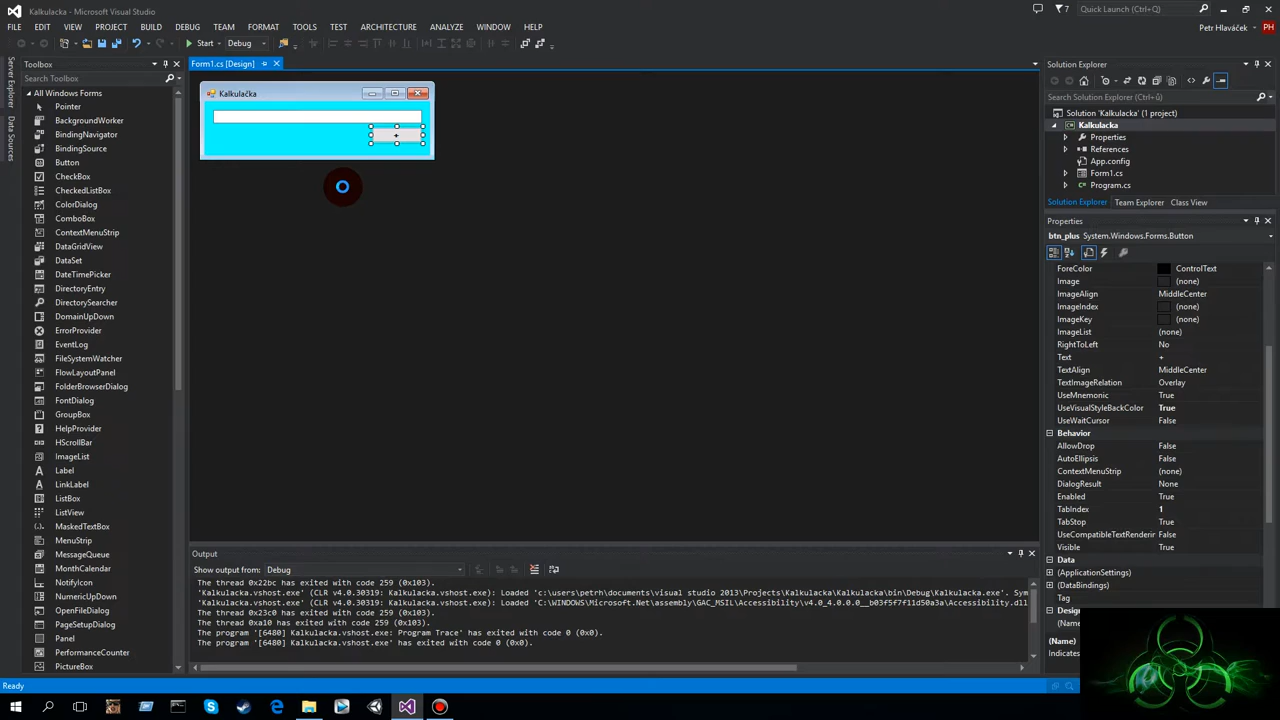 Kalkulacka - Microsoft Visual Studio
7
Quick Launch (Ctrl+Q)
FILE EDIT VIEW PROJECT BUILD DEBUG TEAM FORMAT TOOLS TEST ARCHITECTURE ANALYZE WINDOW HELP
Petr Hlaváček PH
Start Debug
Server Explorer
Data Sources
Toolbox
Search Toolbox
All Windows Forms
Pointer
BackgroundWorker
BindingNavigator
BindingSource
Button
CheckBox
CheckedListBox
ColorDialog
ComboBox
ContextMenuStrip
DataGridView
DataSet
DateTimePicker
DirectoryEntry
DirectorySearcher
DomainUpDown
ErrorProvider
EventLog
FileSystemWatcher
FlowLayoutPanel
FolderBrowserDialog
FontDialog
GroupBox
HelpProvider
HScrollBar
ImageList
Label
LinkLabel
ListBox
ListView
MaskedTextBox
MenuStrip
MessageQueue
MonthCalendar
NotifyIcon
NumericUpDown
OpenFileDialog
PageSetupDialog
Panel
PerformanceCounter
PictureBox
Form1.cs [Design]
Kalkulačka
+
Output
Show output from: Debug
The thread 0x22bc has exited with code 259 (0x103).
'Kalkulacka.vshost.exe' (CLR v4.0.30319: Kalkulacka.vshost.exe): Loaded 'c:\users\petrh\documents\visual studio 2013\Projects\Kalkulacka\Kalkulacka\bin\Debug\Kalkulacka.exe'. Sym
'Kalkulacka.vshost.exe' (CLR v4.0.30319: Kalkulacka.vshost.exe): Loaded 'C:\WINDOWS\Microsoft.Net\assembly\GAC_MSIL\Accessibility\v4.0_4.0.0.0__b03f5f7f11d50a3a\Accessibility.dll
The thread 0x23c0 has exited with code 259 (0x103).
The thread 0xa10 has exited with code 259 (0x103).
The program '[6480] Kalkulacka.vshost.exe: Program Trace' has exited with code 0 (0x0).
The program '[6480] Kalkulacka.vshost.exe' has exited with code 0 (0x0).
Solution Explorer
Search Solution Explorer (Ctrl+ů)
Solution 'Kalkulacka' (1 project)
Kalkulacka
Properties
References
App.config
Form1.cs
Program.cs
Solution Explorer Team Explorer Class View
Properties
btn_plus System.Windows.Forms.Button
ForeColor ControlText
Image (none)
ImageAlign MiddleCenter
ImageIndex (none)
ImageKey (none)
ImageList (none)
RightToLeft No
Text +
TextAlign MiddleCenter
TextImageRelation Overlay
UseMnemonic True
UseVisualStyleBackColor True
UseWaitCursor False
Behavior
AllowDrop False
AutoEllipsis False
ContextMenuStrip (none)
DialogResult None
Enabled True
TabIndex 1
TabStop True
UseCompatibleTextRenderin False
Visible True
Data
(ApplicationSettings)
(DataBindings)
Tag
Design
(Name)
Indicates
Ready